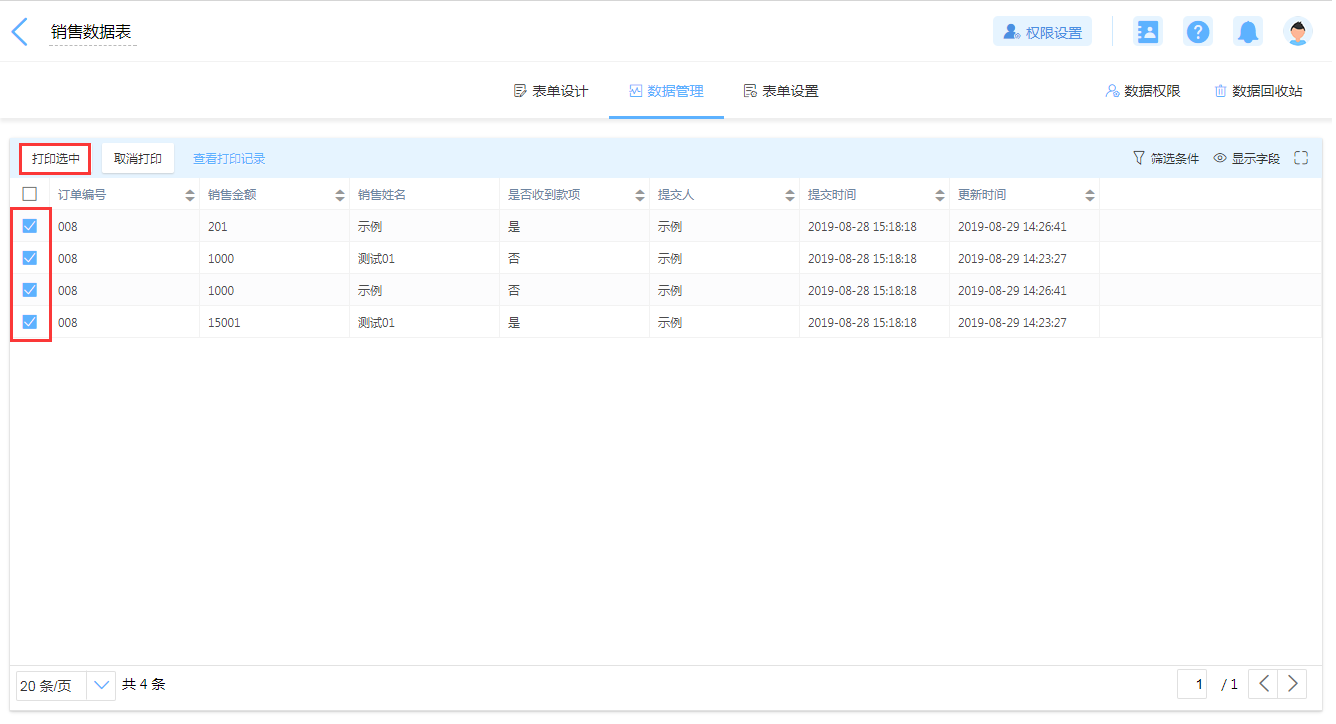 销售数据表
权限设置
表单设计
数据管理
表单设置
数据权限
数据回收站
打印选中
取消打印
查看打印记录
筛选条件
显示字段
订单编号 销售金额 销售姓名 是否收到款项 提交人 提交时间 更新时间
008 201 示例 是 示例 2019-08-28 15:18:18 2019-08-29 14:26:41
008 1000 测试01 否 示例 2019-08-28 15:18:18 2019-08-29 14:23:27
008 1000 示例 否 示例 2019-08-28 15:18:18 2019-08-29 14:26:41
008 15001 测试01 是 示例 2019-08-28 15:18:18 2019-08-29 14:23:27
20 条/页
共 4 条
1 / 1